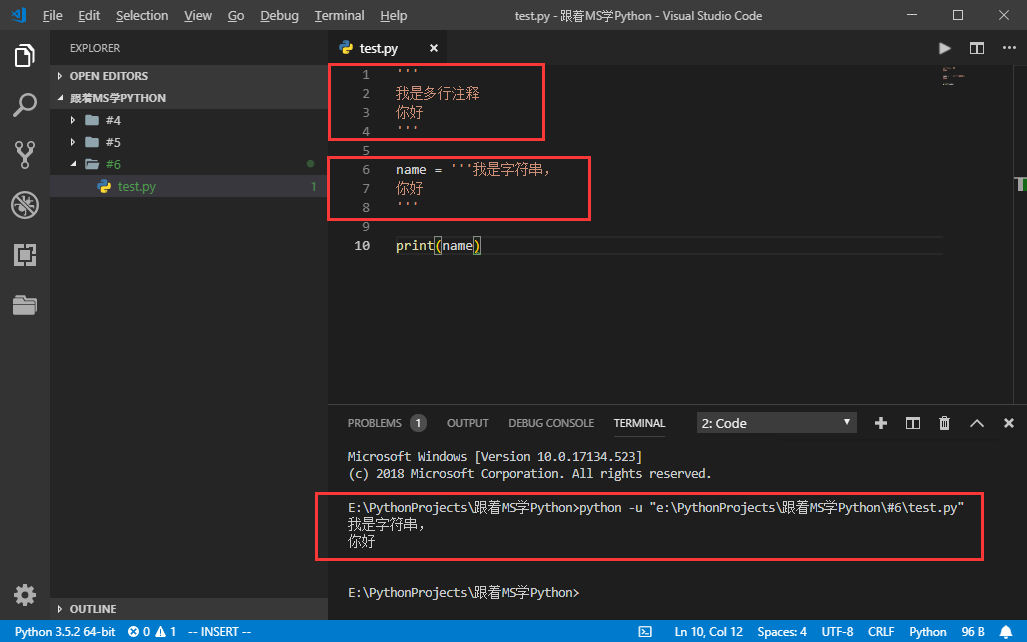 File Edit Selection View Go Debug Terminal Help
test.py - 跟着MS学Python - Visual Studio Code
EXPLORER
OPEN EDITORS
跟着MS学PYTHON
#4
#5
#6
test.py 1
test.py
1 '''
2 我是多行注释
3 你好
4 '''
5
6 name = '''我是字符串，
7 你好
8 '''
9
10 print(name)
PROBLEMS 1 OUTPUT DEBUG CONSOLE TERMINAL 2: Code
Microsoft Windows [Version 10.0.17134.523]
(c) 2018 Microsoft Corporation. All rights reserved.
E:\PythonProjects\跟着MS学Python>python -u "e:\PythonProjects\跟着MS学Python\#6\test.py"
我是字符串，
你好
E:\PythonProjects\跟着MS学Python>
OUTLINE
Python 3.5.2 64-bit 0 1 -- INSERT -- Ln 10, Col 12 Spaces: 4 UTF-8 CRLF Python 96 B